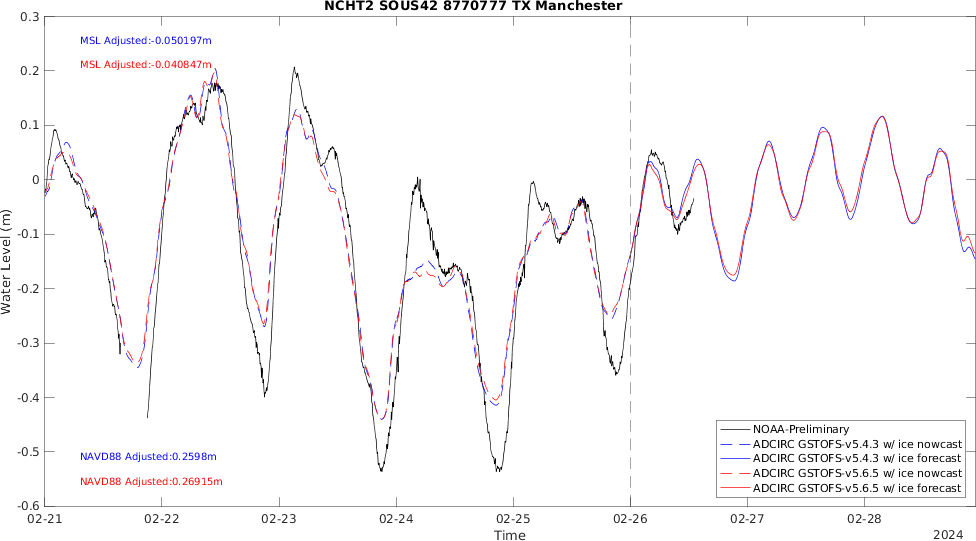 NCHT2 SOUS42 8770777 TX Manchester
0.3
MSL Adjusted:-0.050197m
MSL Adjusted:-0.040847m
0.2
0.1
0
-0.1
-0.2
-0.3
-0.4
-0.5
-0.6
Water Level (m)
NAVD88 Adjusted:0.2598m
NAVD88 Adjusted:0.26915m
NOAA-Preliminary
ADCIRC GSTOFS-v5.4.3 w/ ice nowcast
ADCIRC GSTOFS-v5.4.3 w/ ice forecast
ADCIRC GSTOFS-v5.6.5 w/ ice nowcast
ADCIRC GSTOFS-v5.6.5 w/ ice forecast
02-21 02-22 02-23 02-24 02-25 02-26 02-27 02-28
Time
2024